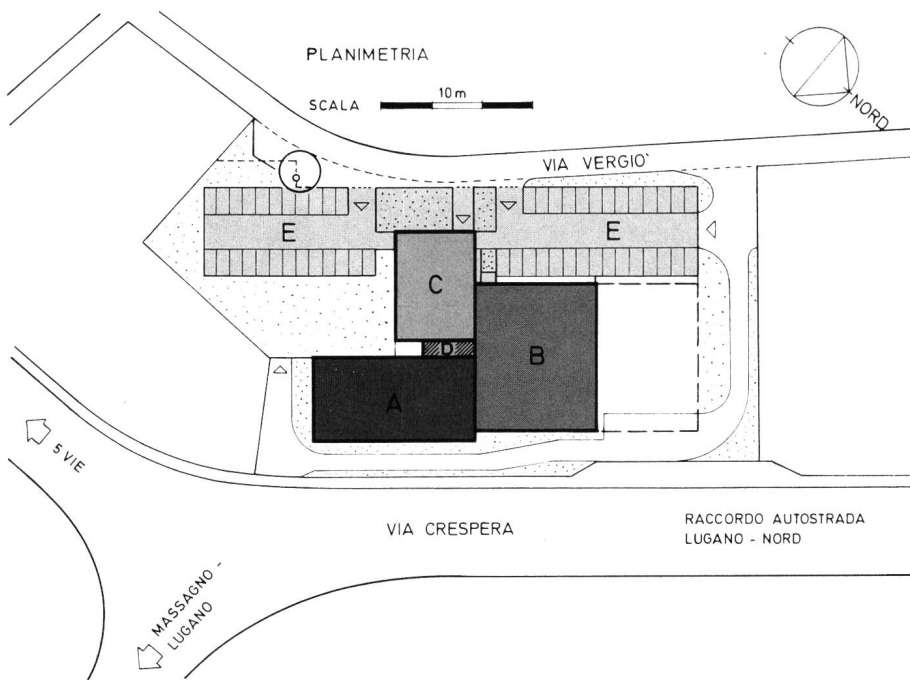 PLANIMETRIA
SCALA 10 m
NORD
VIA VERGIO'
E
E
C
D
B
A
5 VIE
VIA CRESPERA
RACCORDO AUTOSTRADA
LUGANO - NORD
MASSAGNO -
LUGANO